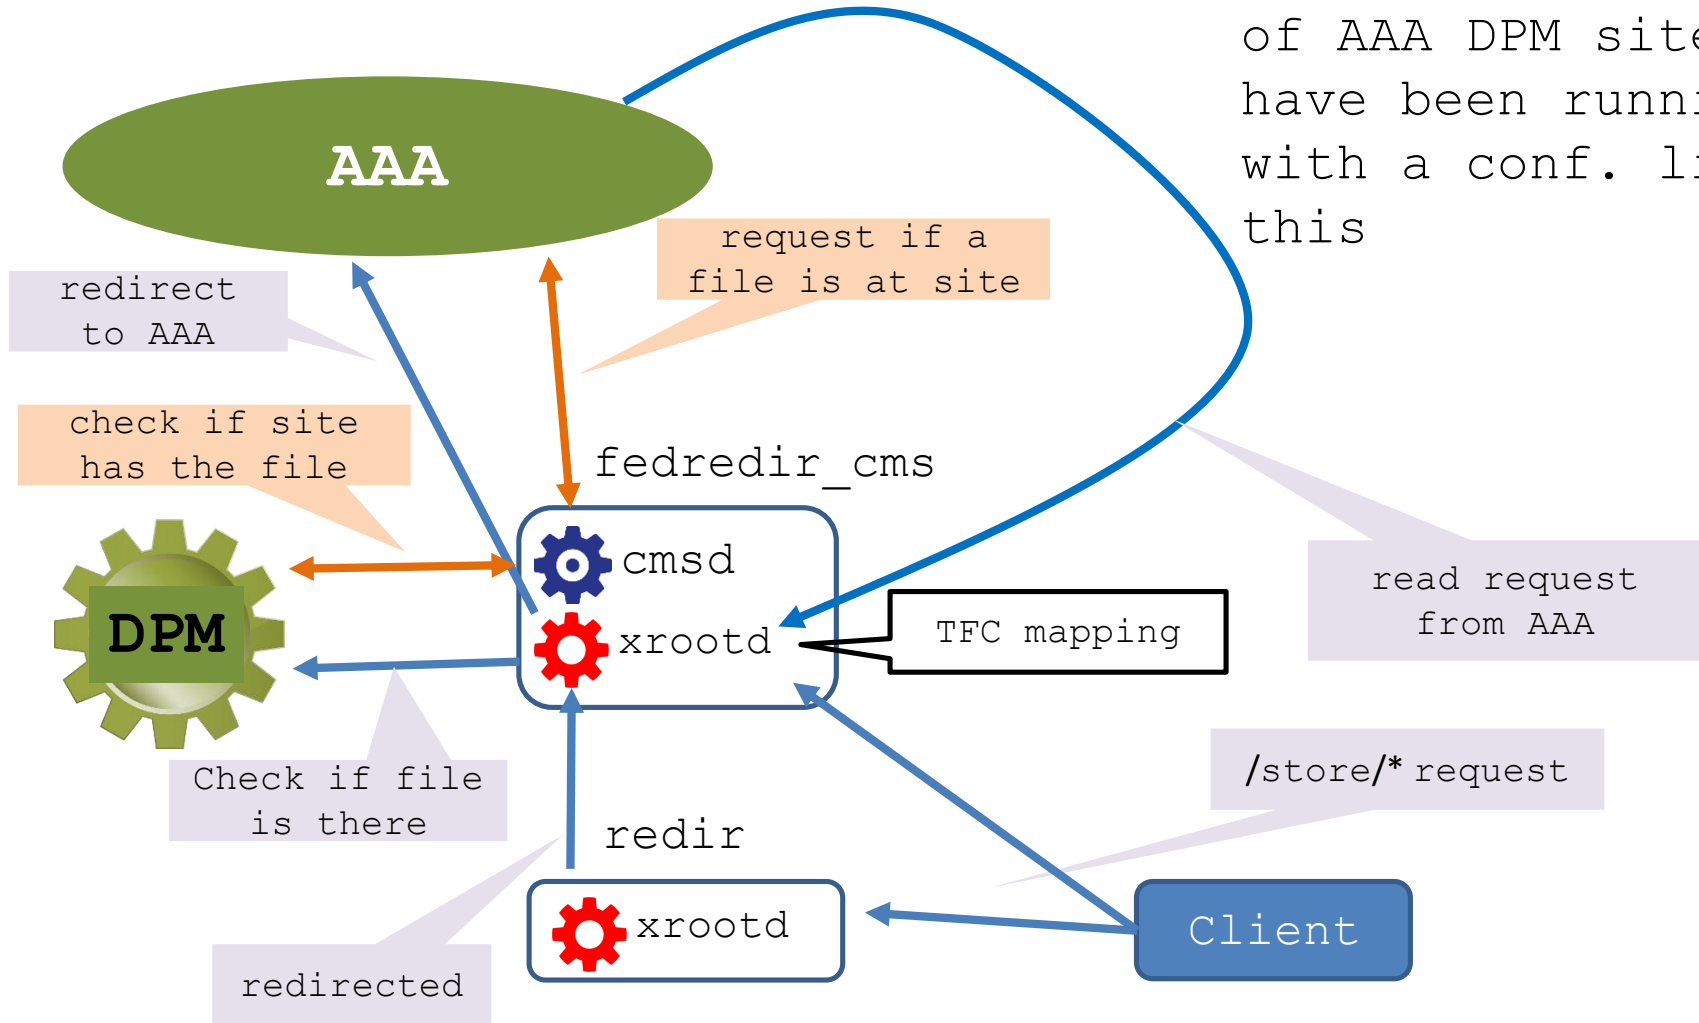 of AAA DPM
have been
with a conf.
this
AAA
request if a
file is at site
redirect
to AAA
check if site
has the file
fedredir_cms
cmsd
DPM
xrootd
TFC mapping
read request
from AAA
Check if file
is there
/store/* request
redir
xrootd
Client
redirected